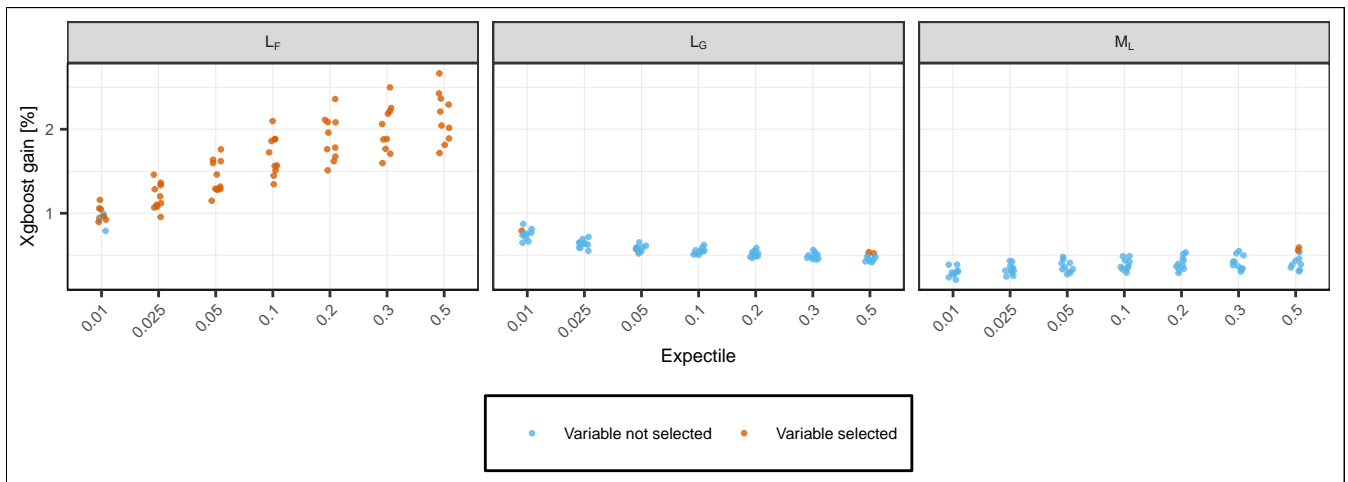 L_F L_G M_L
Xgboost gain [%]
2
1
0.01 0.025 0.05 0.1 0.2 0.3 0.5 0.01 0.025 0.05 0.1 0.2 0.3 0.5 0.01 0.025 0.05 0.1 0.2 0.3 0.5
Expectile
Variable not selected Variable selected